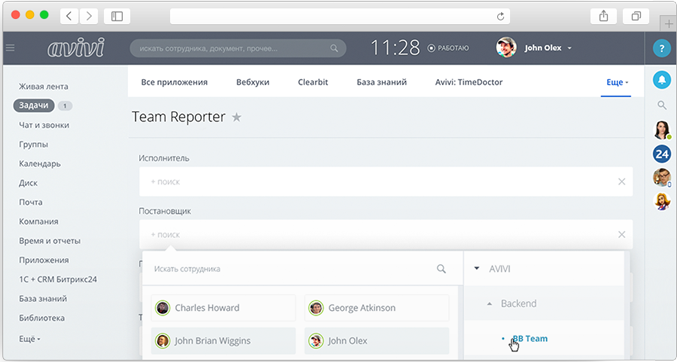 avivi
искать сотрудника, документ, прочее...
11:28
РАБОТАЮ
John Olex
?
Живая лента
Задачи 1
Чат и звонки
Группы
Календарь
Диск
Почта
Компания
Время и отчеты
Приложения
1С + CRM Битрикс24
База знаний
Библиотека
Ещё
Все приложения Вебхуки Clearbit База знаний Avivi: TimeDoctor Еще
Team Reporter
Исполнитель
+ поиск
Постановщик
+ поиск
Искать сотрудника
Charles Howard George Atkinson
John Brian Wiggins John Olex
AVIVI
Backend
BB Team
24